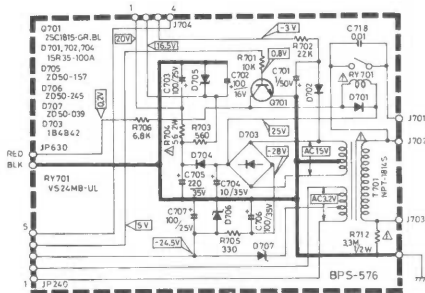 1
4
J704
Q701
2SC1815-GR.BL
D701,702,704
1SR35-100A
D705
ZD50-157
D706
ZD50-245
D707
ZD50-039
D703
1B4B42
20V
16.5V
-3V
R702
22K
C718
0.01
RY701
D701
R701
10K
0.8V
C701
1/50V
D702
C703
100/25V
D705
C702
100/
16V
Q701
0.2V
R706
6.8K
R704
56,2W
R703
560
D703
25V
J701
J702
JP630
RED
BLK
RY701
VS24MB-UL
D704
-28V
AC15V
T701
NPT-1814S
C705
220
35V
C704
10/35V
AC3.2V
5
5V
C707
100
/25V
D706
C706
100/35V
J703
-24.5V
R705
330
D707
R712
3.3M
1/2W
1
JP240
BPS-576